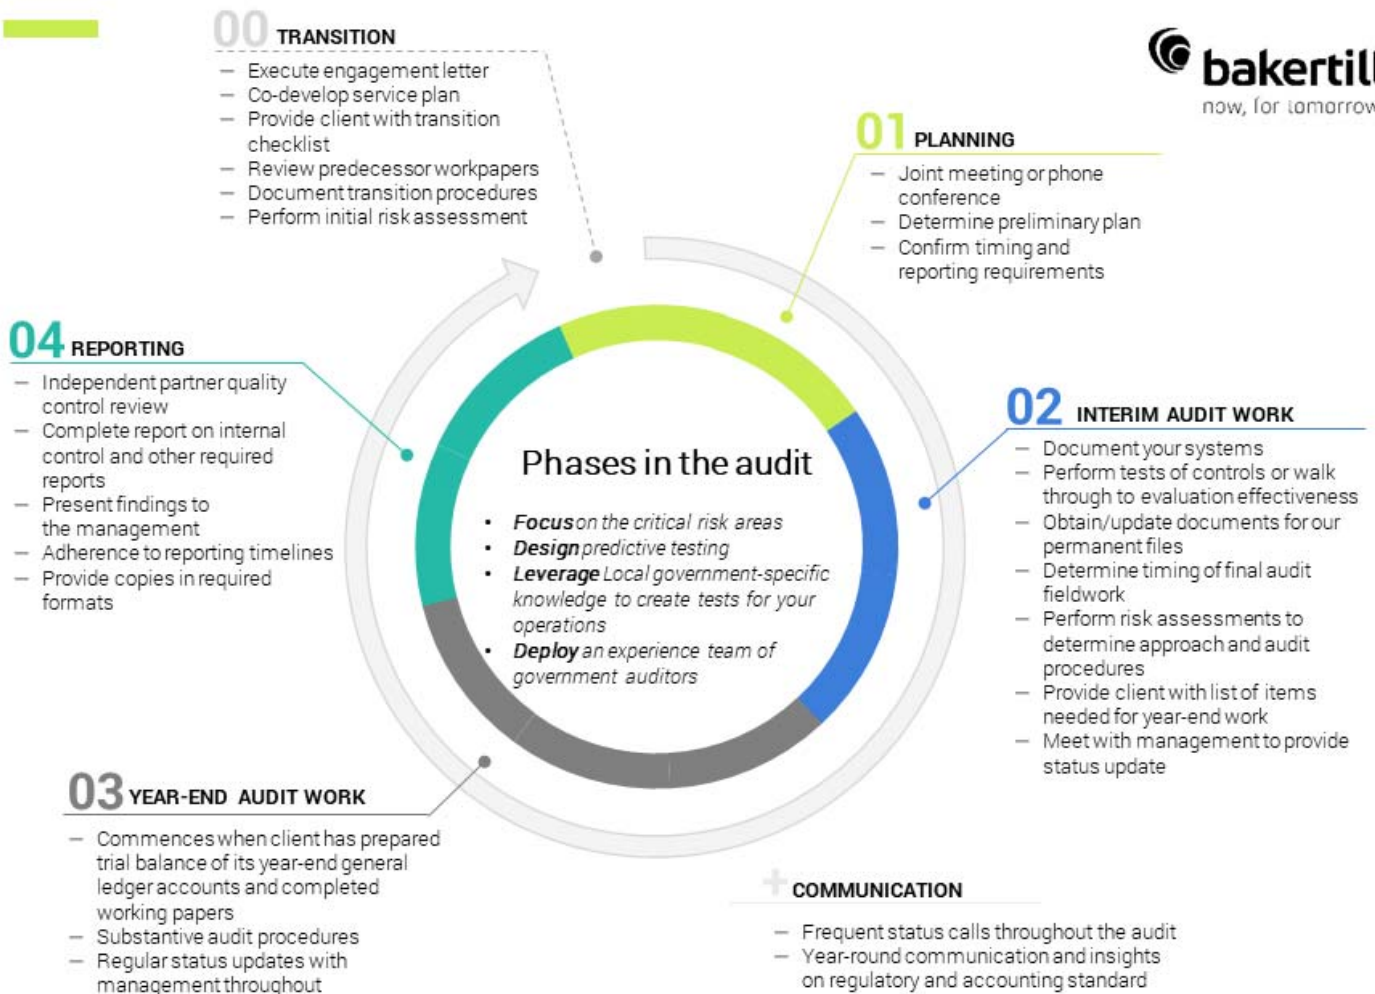 00 TRANSITION
— Execute engagement letter
— Co-develop service plan
— Provide client with transition
checklist
— Review predecessor workpapers
— Document transition procedures
— Perform initial risk assessment
bakertill
now, for tomorrow
01 PLANNING
— Joint meeting or phone
conference
— Determine preliminary plan
— Confirm timing and
reporting requirements
04 REPORTING
— Independent partner quality
control review
— Complete report on internal
control and other required
reports
— Present findings to
the management
— Adherence to reporting timelines
— Provide copies in required
formats
02 INTERIM AUDIT WORK
— Document your systems
— Perform tests of controls or walk
through to evaluation effectiveness
— Obtain/update documents for our
permanent files
— Determine timing of final audit
fieldwork
— Perform risk assessments to
determine approach and audit
procedures
— Provide client with list of items
needed for year-end work
— Meet with management to provide
status update
Phases in the audit
• Focus on the critical risk areas
• Design predictive testing
• Leverage Local government-specific
knowledge to create tests for your
operations
• Deploy an experience team of
government auditors
03 YEAR-END AUDIT WORK
— Commences when client has prepared
trial balance of its year-end general
ledger accounts and completed
working papers
— Substantive audit procedures
— Regular status updates with
management throughout
+ COMMUNICATION
— Frequent status calls throughout the audit
— Year-round communication and insights
on regulatory and accounting standard